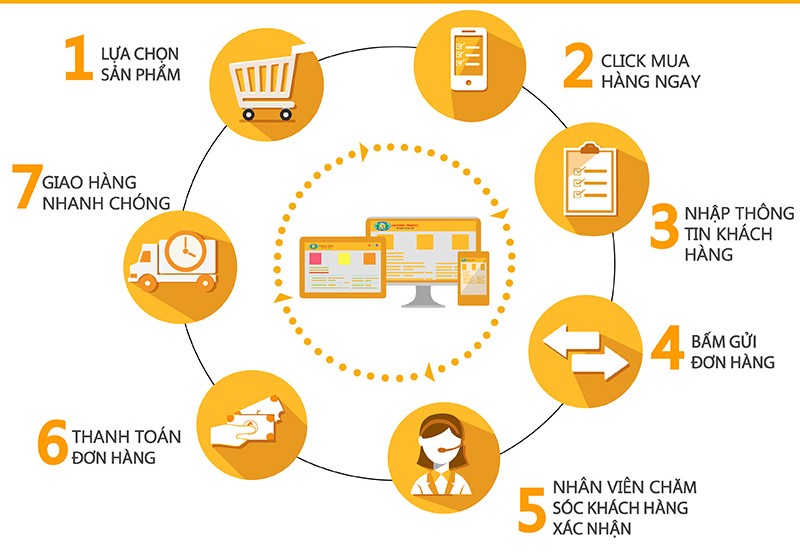 1
LỰA CHỌN
SẢN PHẨM
2
CLICK MUA
HÀNG NGAY
3
NHẬP THÔNG
TIN KHÁCH
HÀNG
4
BẤM GỬI
ĐƠN HÀNG
5
NHÂN VIÊN CHĂM
SÓC KHÁCH HÀNG
XÁC NHẬN
6
THANH TOÁN
ĐƠN HÀNG
7
GIAO HÀNG
NHANH CHÓNG